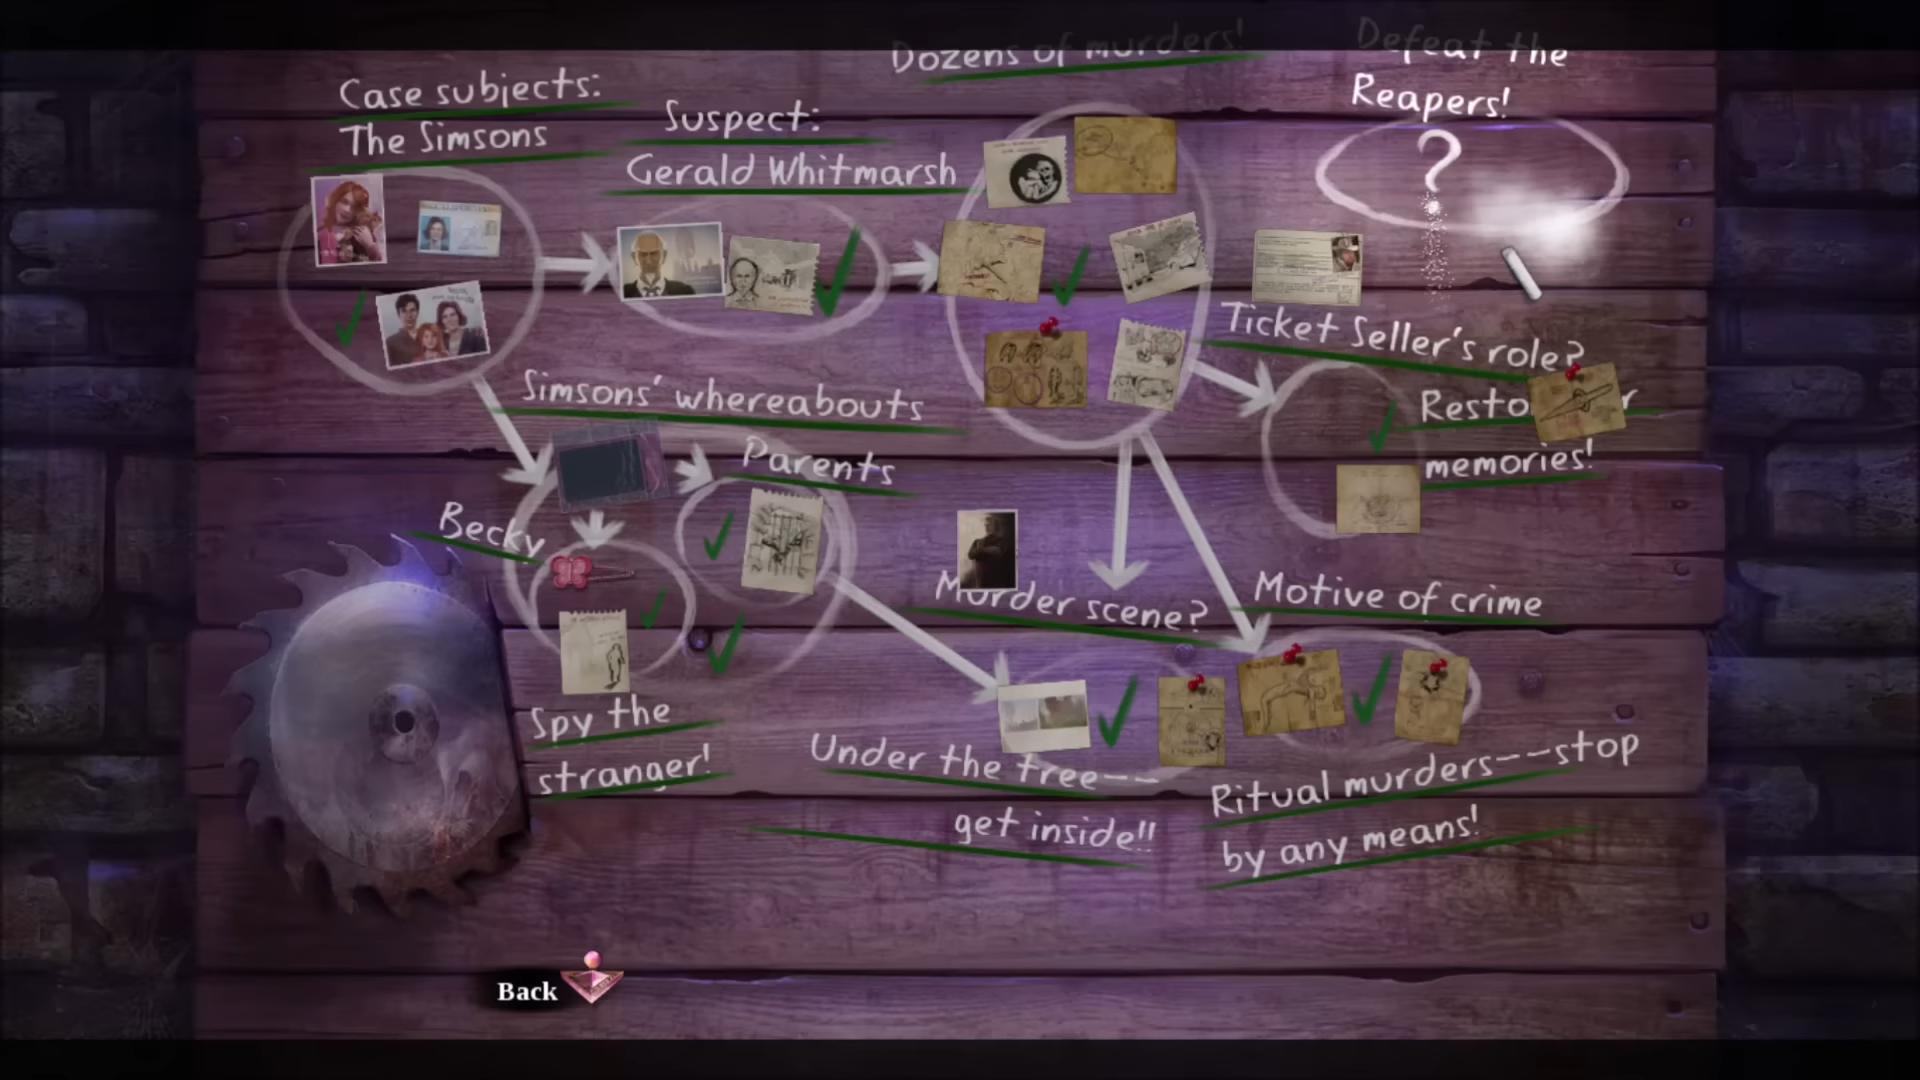 Dozens of murders!
Defeat the
Reapers!
?
Case subjects:
The Simsons
Suspect:
Gerald Whitmarsh
Ticket Seller's role?
memories!
Simsons' whereabouts
Parents
Becky
Spy the
stranger!
Murder scene?
Under the tree--
get inside!!
Motive of crime
Ritual murders--stop
by any means!
Back